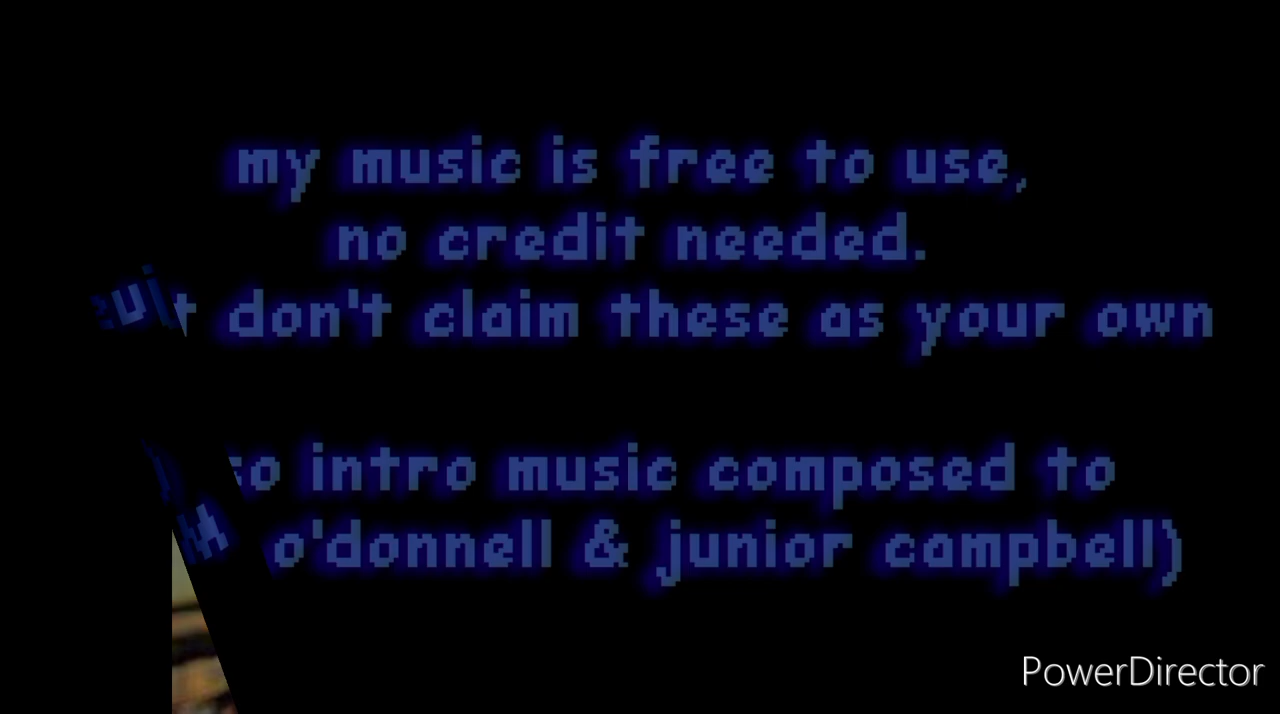 my music is free to use,
no credit needed.
don't claim these as your own
intro music composed to
o'donnell & junior campbell)
PowerDirector